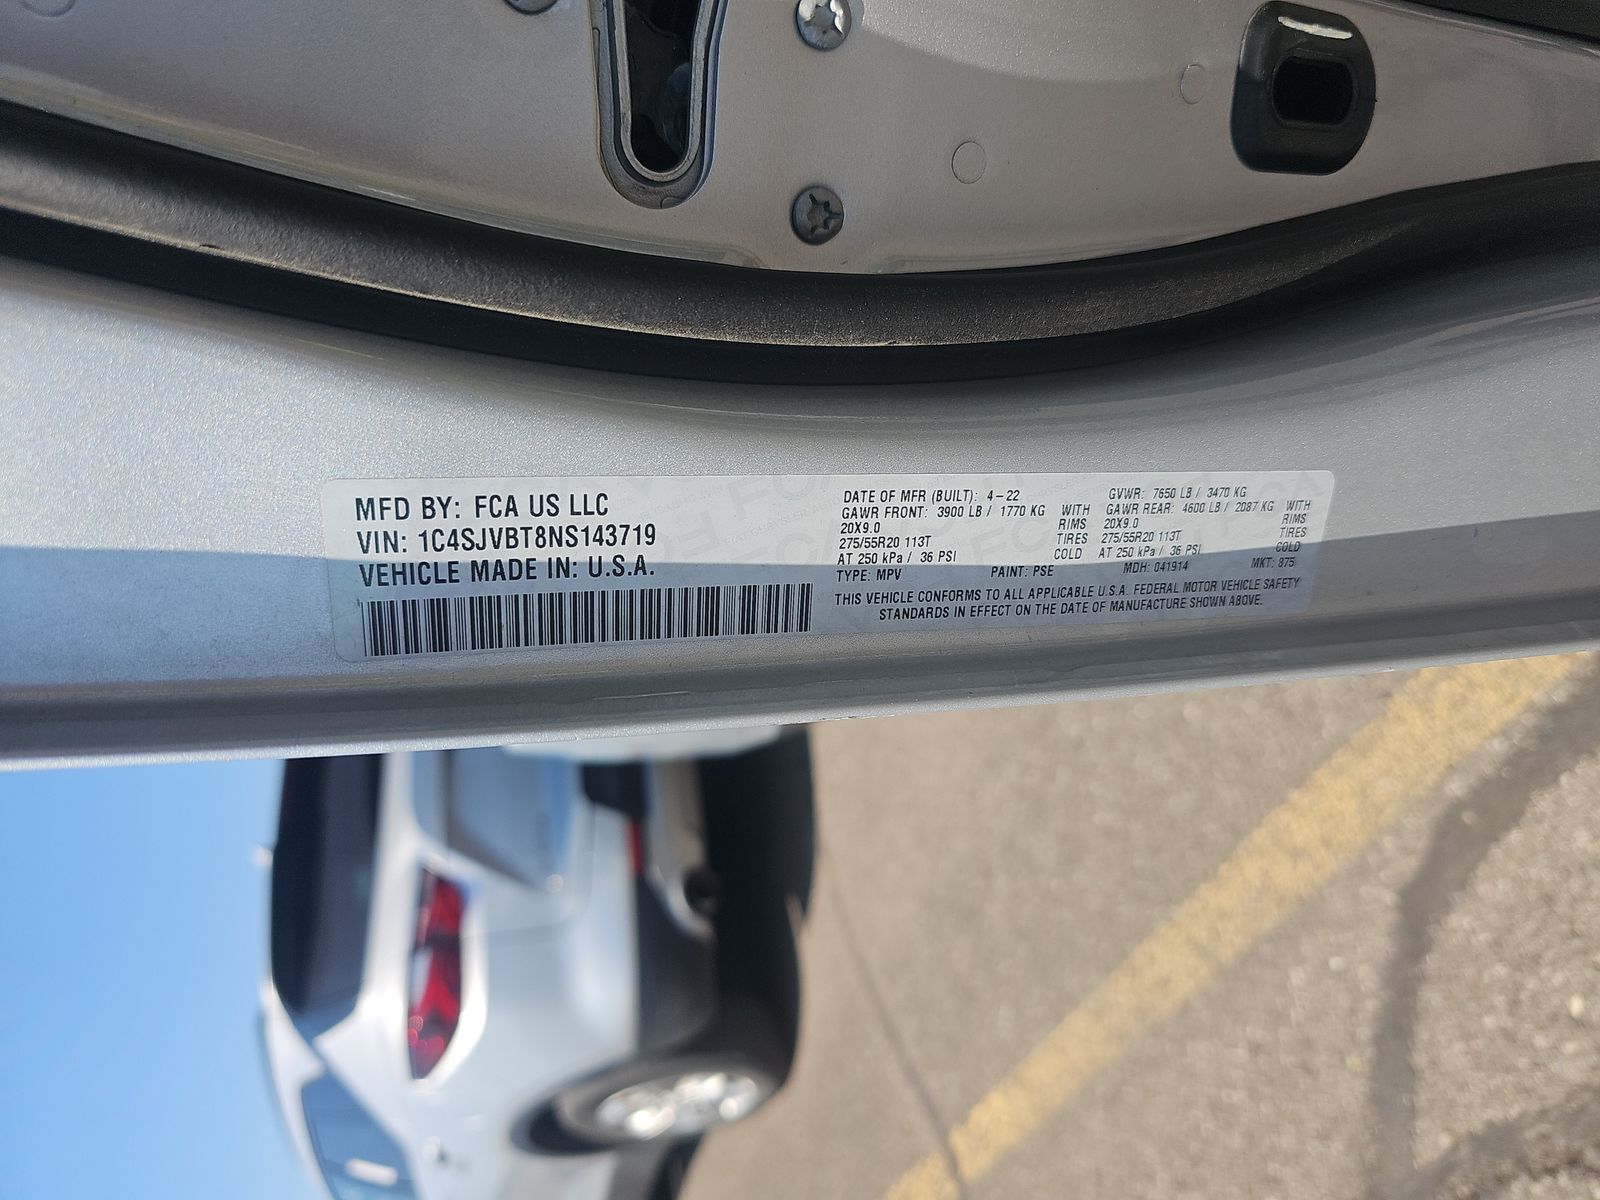 MFD BY: FCA US LLC
VIN: 1C4SJVBT8NS143719
VEHICLE MADE IN: U.S.A.
DATE OF MFR (BUILT): 4-22 GVWR: 7650 LB / 3470 KG
GAWR FRONT: 3900 LB / 1770 KG WITH GAWR REAR: 4600 LB / 2087 KG WITH
20X9.0 RIMS 20X9.0 RIMS
275/55R20 113T TIRES 275/55R20 113T TIRES
AT 250 kPa / 36 PSI COLD AT 250 kPa / 36 PSI COLD
TYPE: MPV PAINT: PSE MDH: 041914 MKT: 875
THIS VEHICLE CONFORMS TO ALL APPLICABLE U.S.A. FEDERAL MOTOR VEHICLE SAFETY
STANDARDS IN EFFECT ON THE DATE OF MANUFACTURE SHOWN ABOVE.